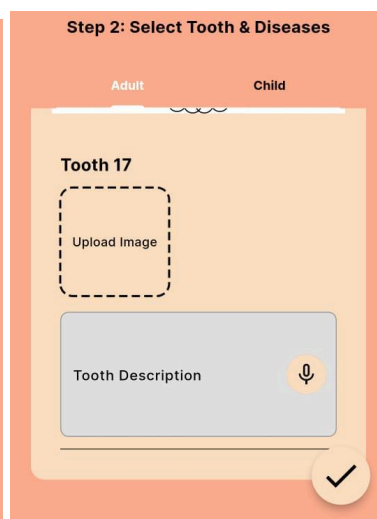 Step 2: Select Tooth & Diseases
Adult Child
Tooth 17
Upload Image
Tooth Description